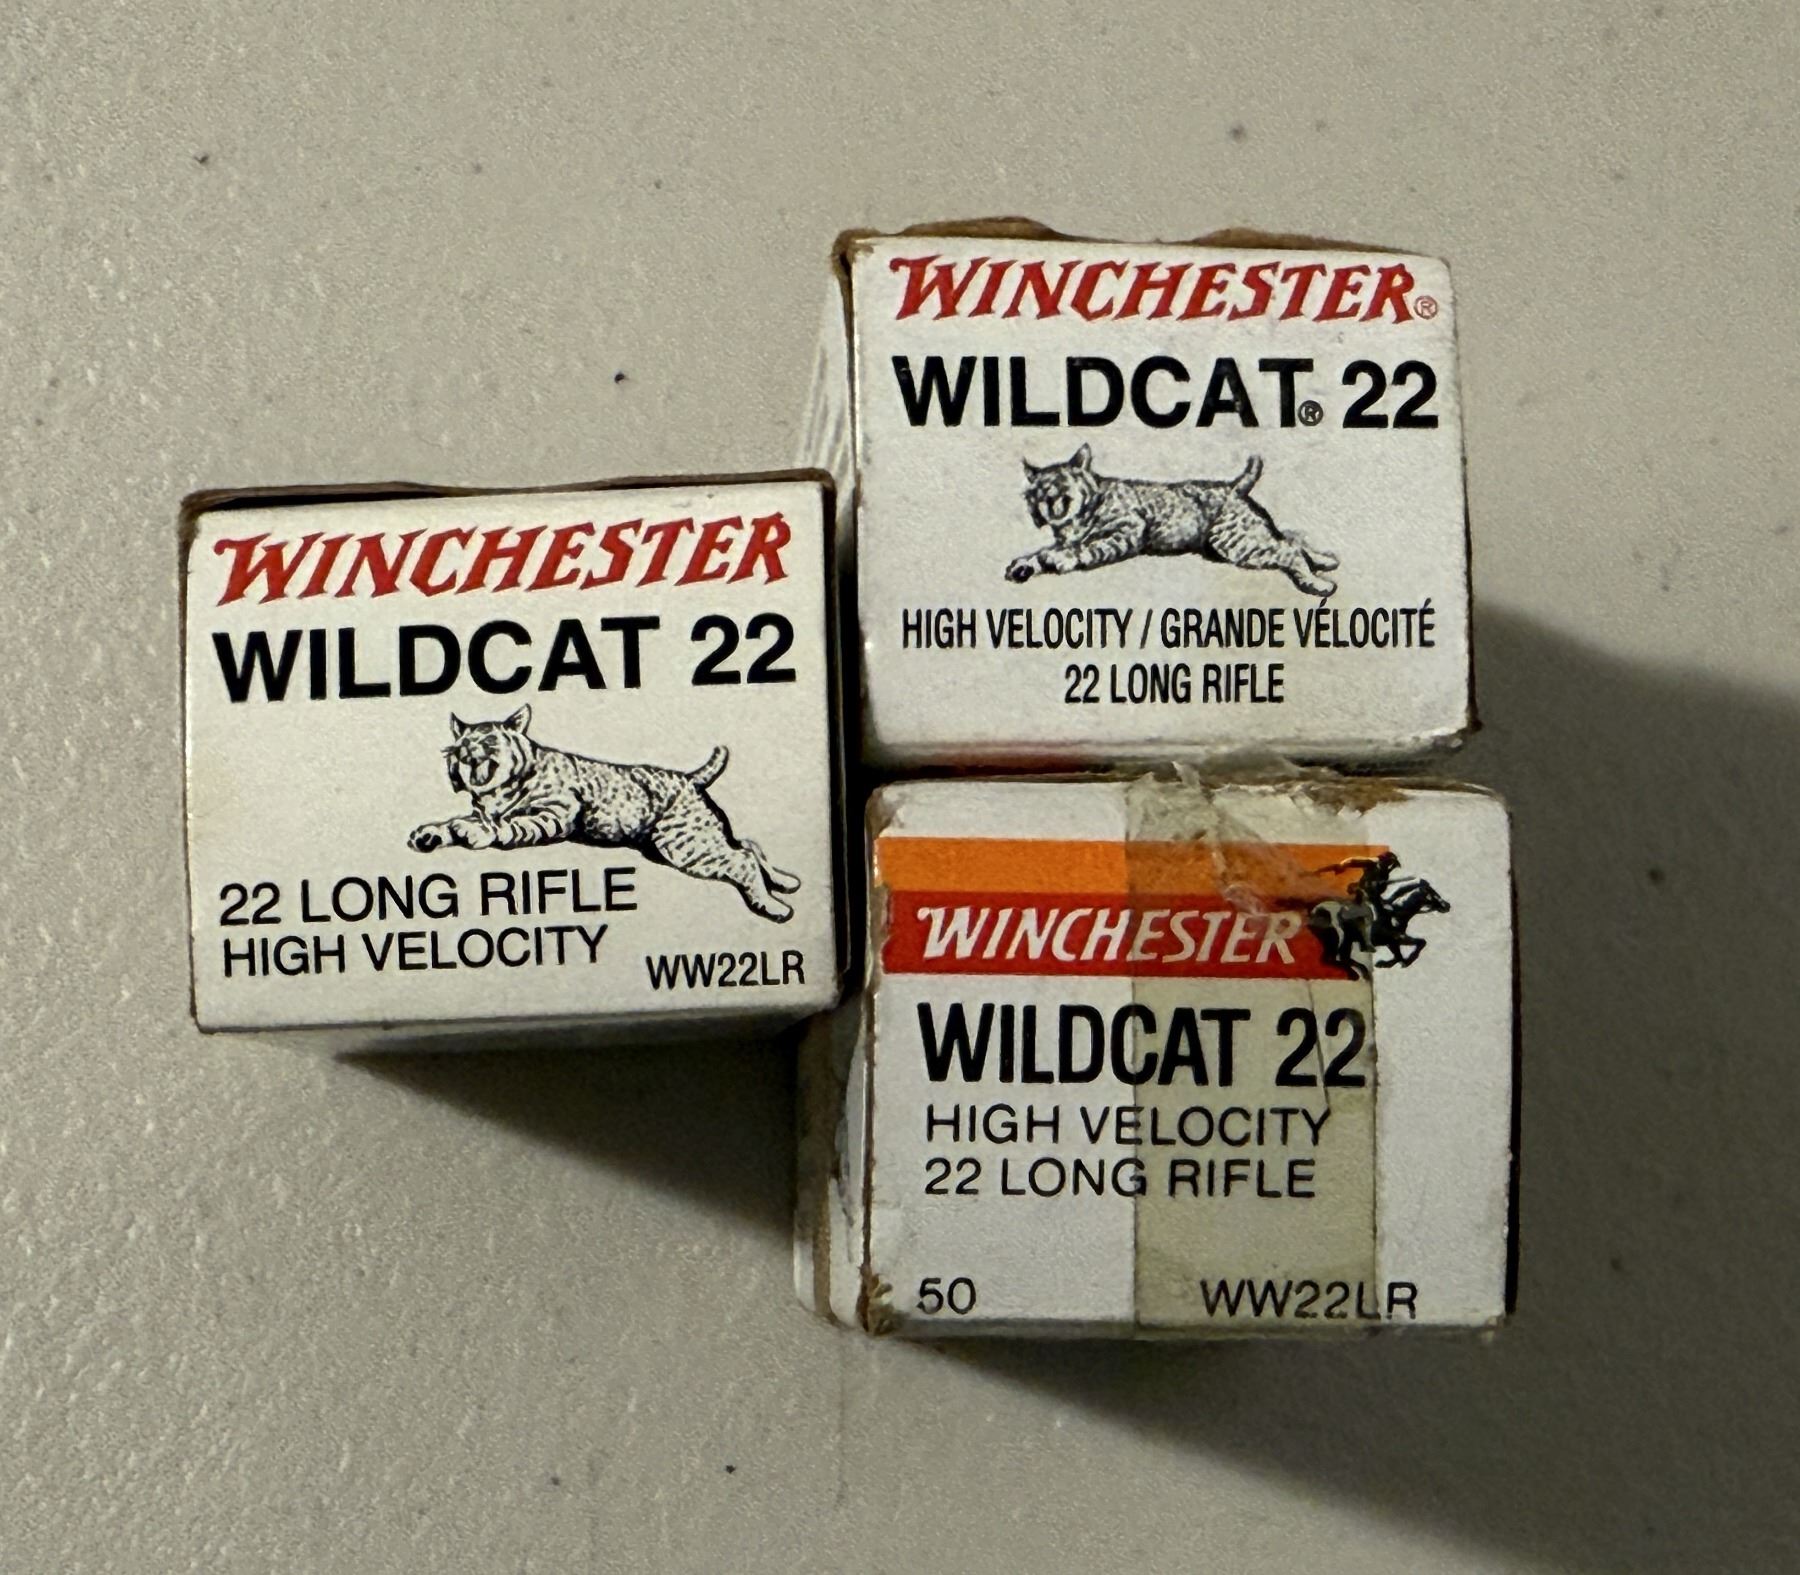 WINCHESTER
WILDCAT 22
22 LONG RIFLE
HIGH VELOCITY
WW22LR
WINCHESTER®
WILDCAT® 22
HIGH VELOCITY / GRANDE VÉLOCITÉ
22 LONG RIFLE
WINCHESTER
WILDCAT 22
HIGH VELOCITY
22 LONG RIFLE
50 WW22LR